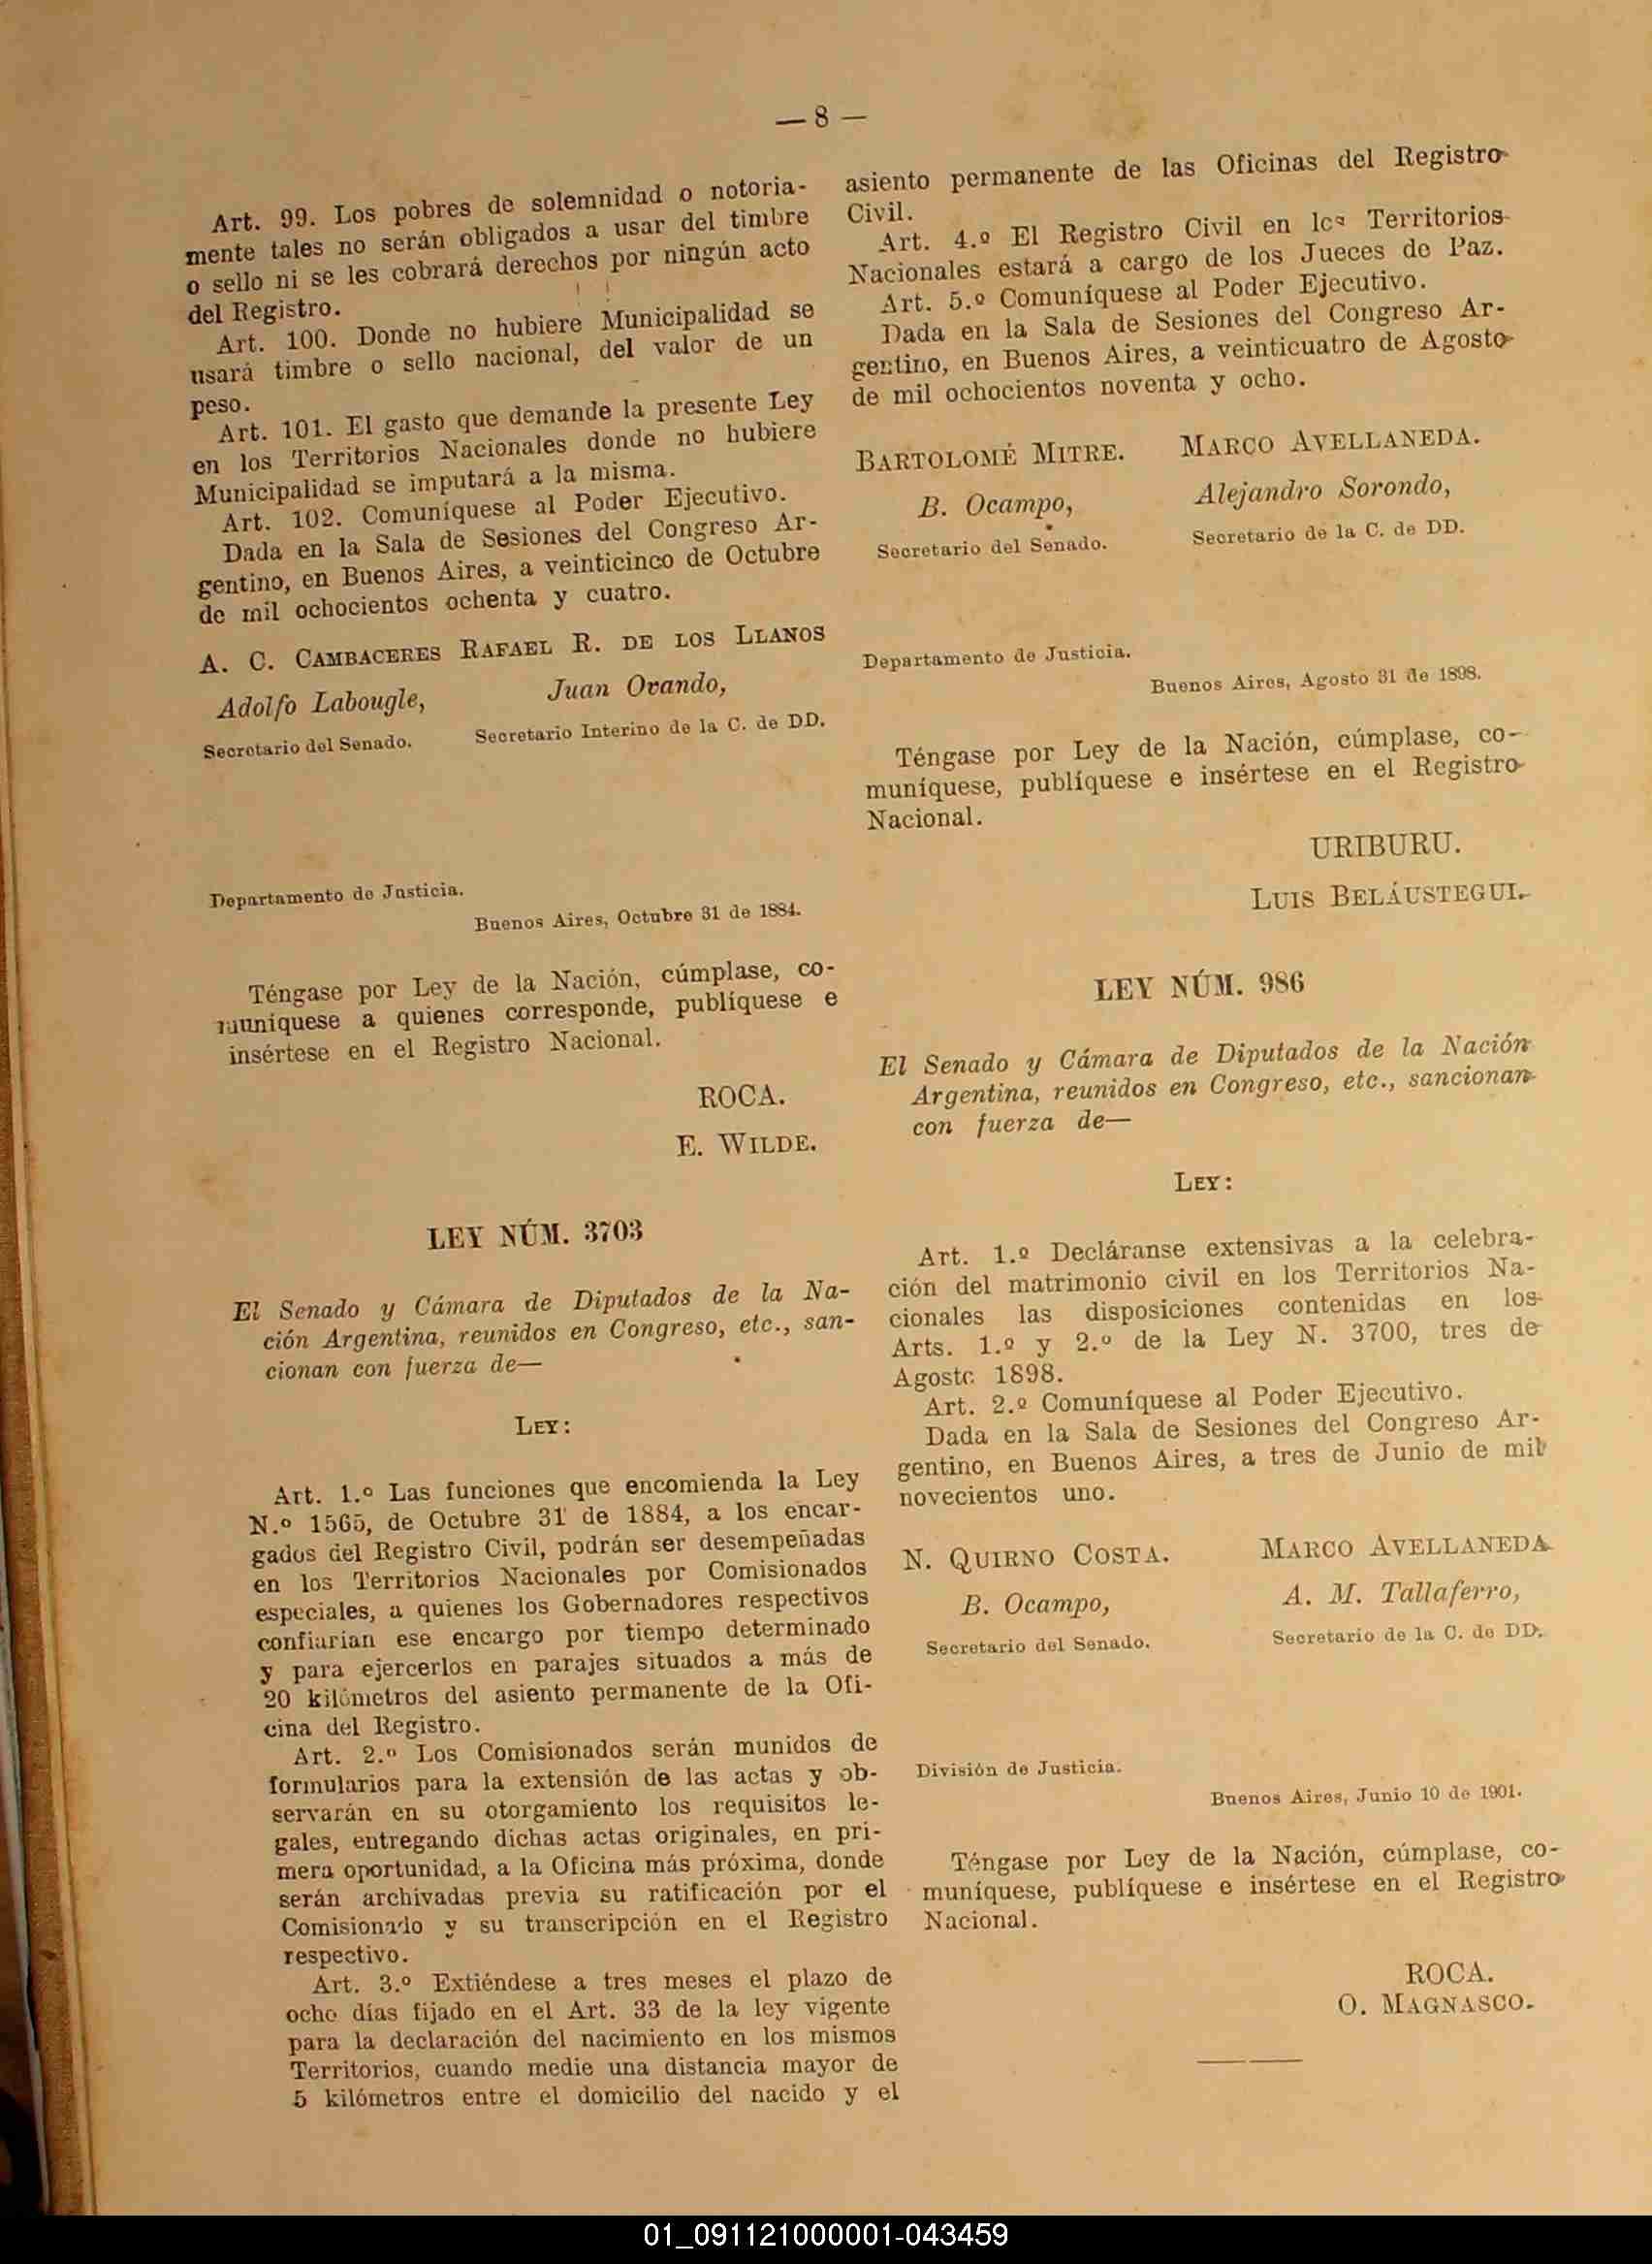 — 8 —
Art. 99. Los pobres de solemnidad o notoria-
mente tales no serán obligados a usar del timbre
o sello ni se les cobrará derechos por ningún acto
del Registro.
Art. 100. Donde no hubiere Municipalidad se
usará timbre o sello nacional, del valor de un
peso.
Art. 101. El gasto que demande la presente Ley
en los Territorios Nacionales donde no hubiere
Municipalidad se imputará a la misma.
Art. 102. Comuníquese al Poder Ejecutivo.
Dada en la Sala de Sesiones del Congreso Ar-
gentino, en Buenos Aires, a veinticinco de Octubre
de mil ochocientos ochenta y cuatro.
A. C. CAMBACERES RAFAEL R. DE LOS LLANOS
Adolfo Labougle, Juan Ovando,
Secretario del Senado. Secretario Interino de la C. de DD.
Departamento de Justicia.
Buenos Aires, Octubre 31 de 1884.
Téngase por Ley de la Nación, cúmplase, co-
muníquese a quienes corresponde, publíquese e
insértese en el Registro Nacional.
ROCA.
E. WILDE.
LEY NÚM. 3703
El Senado y Cámara de Diputados de la Na-
ción Argentina, reunidos en Congreso, etc., san-
cionan con fuerza de—
LEY:
Art. 1.º Las funciones que encomienda la Ley
N.º 1565, de Octubre 31 de 1884, a los encar-
gados del Registro Civil, podrán ser desempeñadas
en los Territorios Nacionales por Comisionados
especiales, a quienes los Gobernadores respectivos
confiarian ese encargo por tiempo determinado
y para ejercerlos en parajes situados a más de
20 kilómetros del asiento permanente de la Ofi-
cina del Registro.
Art. 2.º Los Comisionados serán munidos de
formularios para la extensión de las actas y ob-
servarán en su otorgamiento los requisitos le-
gales, entregando dichas actas originales, en pri-
mera oportunidad, a la Oficina más próxima, donde
serán archivadas previa su ratificación por el
Comisionado y su transcripción en el Registro
respectivo.
Art. 3.º Extiéndese a tres meses el plazo de
ocho días fijado en el Art. 33 de la ley vigente
para la declaración del nacimiento en los mismos
Territorios, cuando medie una distancia mayor de
5 kilómetros entre el domicilio del nacido y el
asiento permanente de las Oficinas del Registro
Civil.
Art. 4.º El Registro Civil en los Territorios
Nacionales estará a cargo de los Jueces de Paz.
Art. 5.º Comuníquese al Poder Ejecutivo.
Dada en la Sala de Sesiones del Congreso Ar-
gentino, en Buenos Aires, a veinticuatro de Agosto
de mil ochocientos noventa y ocho.
BARTOLOMÉ MITRE. MARCO AVELLANEDA.
B. Ocampo, Alejandro Sorondo,
Secretario del Senado. Secretario de la C. de DD.
Departamento de Justicia.
Buenos Aires, Agosto 31 de 1898.
Téngase por Ley de la Nación, cúmplase, co-
muníquese, publíquese e insértese en el Registro
Nacional.
URIBURU.
LUIS BELÁUSTEGUI.
LEY NÚM. 986
El Senado y Cámara de Diputados de la Nación
Argentina, reunidos en Congreso, etc., sancionan
con fuerza de—
LEY:
Art. 1.º Decláranse extensivas a la celebra-
ción del matrimonio civil en los Territorios Na-
cionales las disposiciones contenidas en los
Arts. 1.º y 2.º de la Ley N. 3700, tres de
Agosto 1898.
Art. 2.º Comuníquese al Poder Ejecutivo.
Dada en la Sala de Sesiones del Congreso Ar-
gentino, en Buenos Aires, a tres de Junio de mil
novecientos uno.
N. QUIRNO COSTA. MARCO AVELLANEDA
B. Ocampo, A. M. Tallaferro,
Secretario del Senado. Secretario de la C. de DD.
División de Justicia.
Buenos Aires, Junio 10 de 1901.
Téngase por Ley de la Nación, cúmplase, co-
muníquese, publíquese e insértese en el Registro
Nacional.
ROCA.
O. MAGNASCO.
01_091121000001-043459